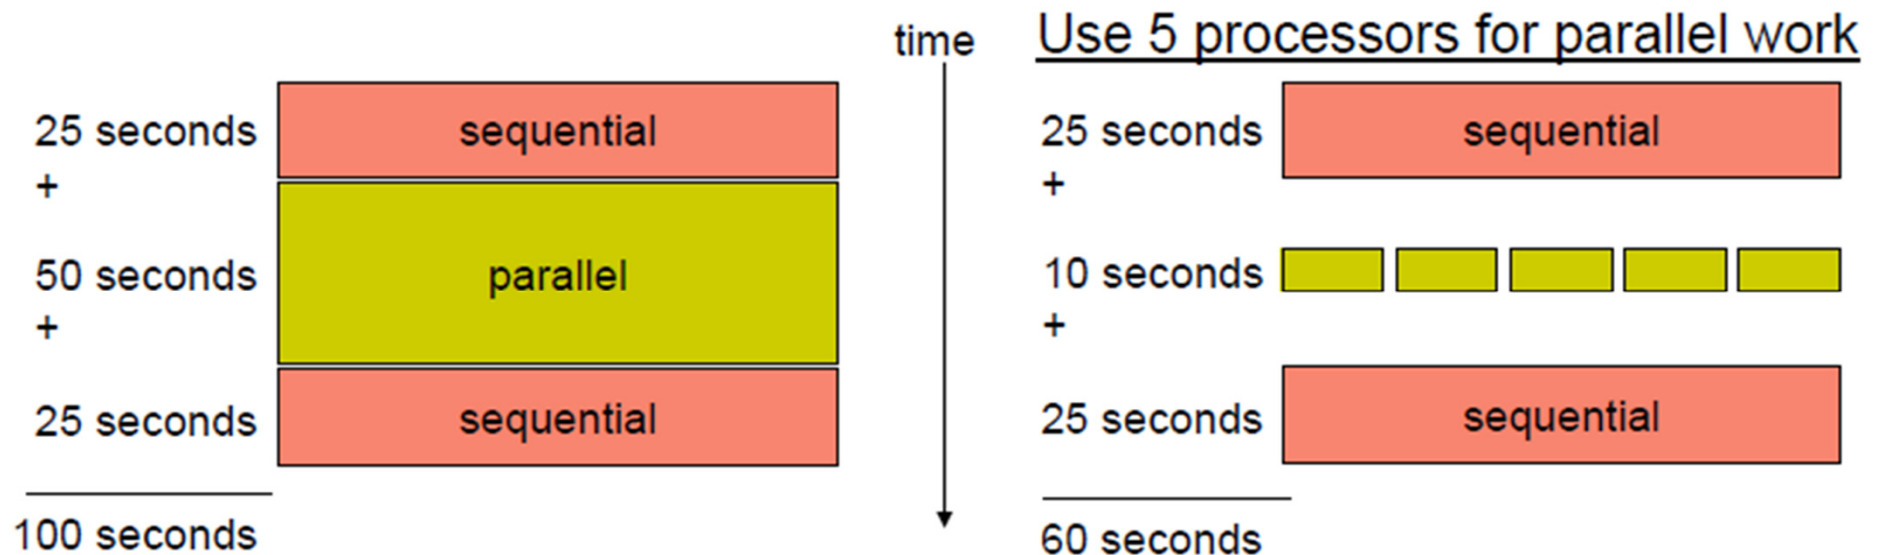 25 seconds
sequential
+
50 seconds
parallel
+
25 seconds
sequential
100 seconds
time
Use 5 processors for parallel work
25 seconds
sequential
+
10 seconds
+
25 seconds
sequential
60 seconds